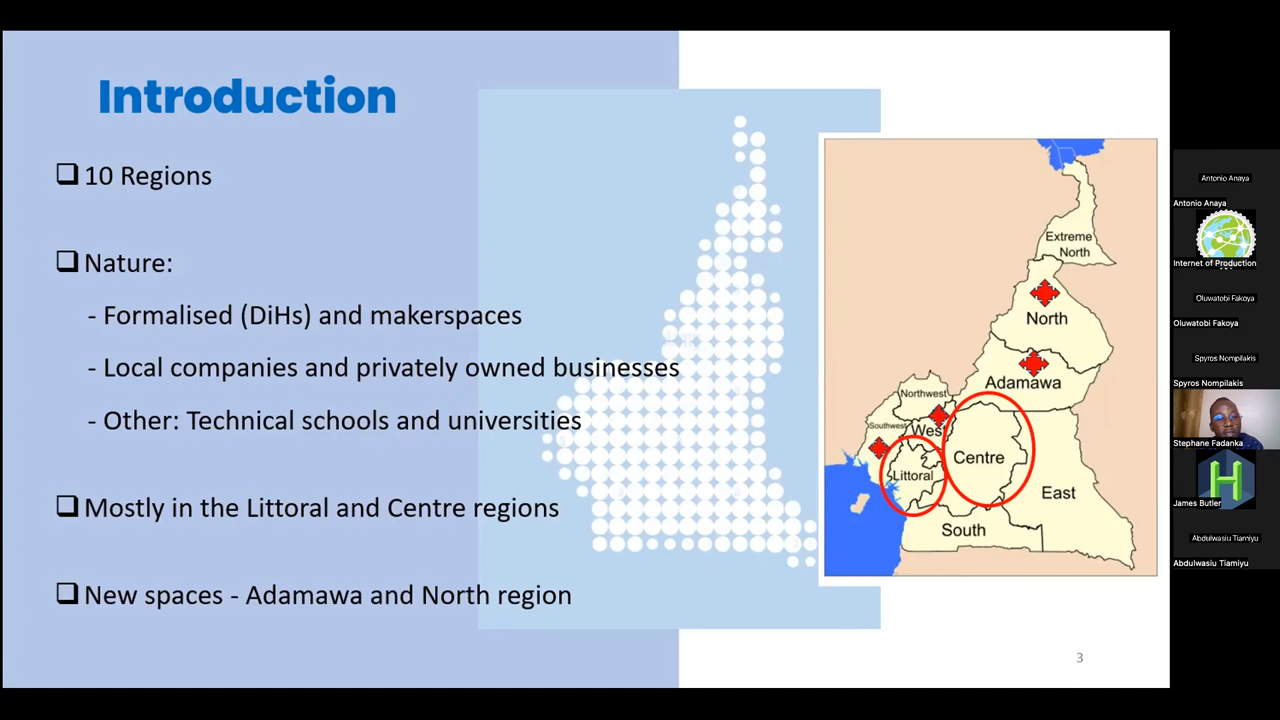 Introduction
10 Regions
Nature:
- Formalised (DiHs) and makerspaces
- Local companies and privately owned businesses
- Other: Technical schools and universities
Mostly in the Littoral and Centre regions
New spaces - Adamawa and North region
Extreme
North
North
Adamawa
Northwest
Southwest
West
Centre
Littoral
East
South
3
Antonio Anaya
Antonio Anaya
Internet of Production
Oluwatobi Fakoya
Oluwatobi Fakoya
Spyros Nompilakis
Spyros Nompilakis
Stephane Fadanka
H
James Butler
Abdulwasiu Tiamiyu
Abdulwasiu Tiamiyu